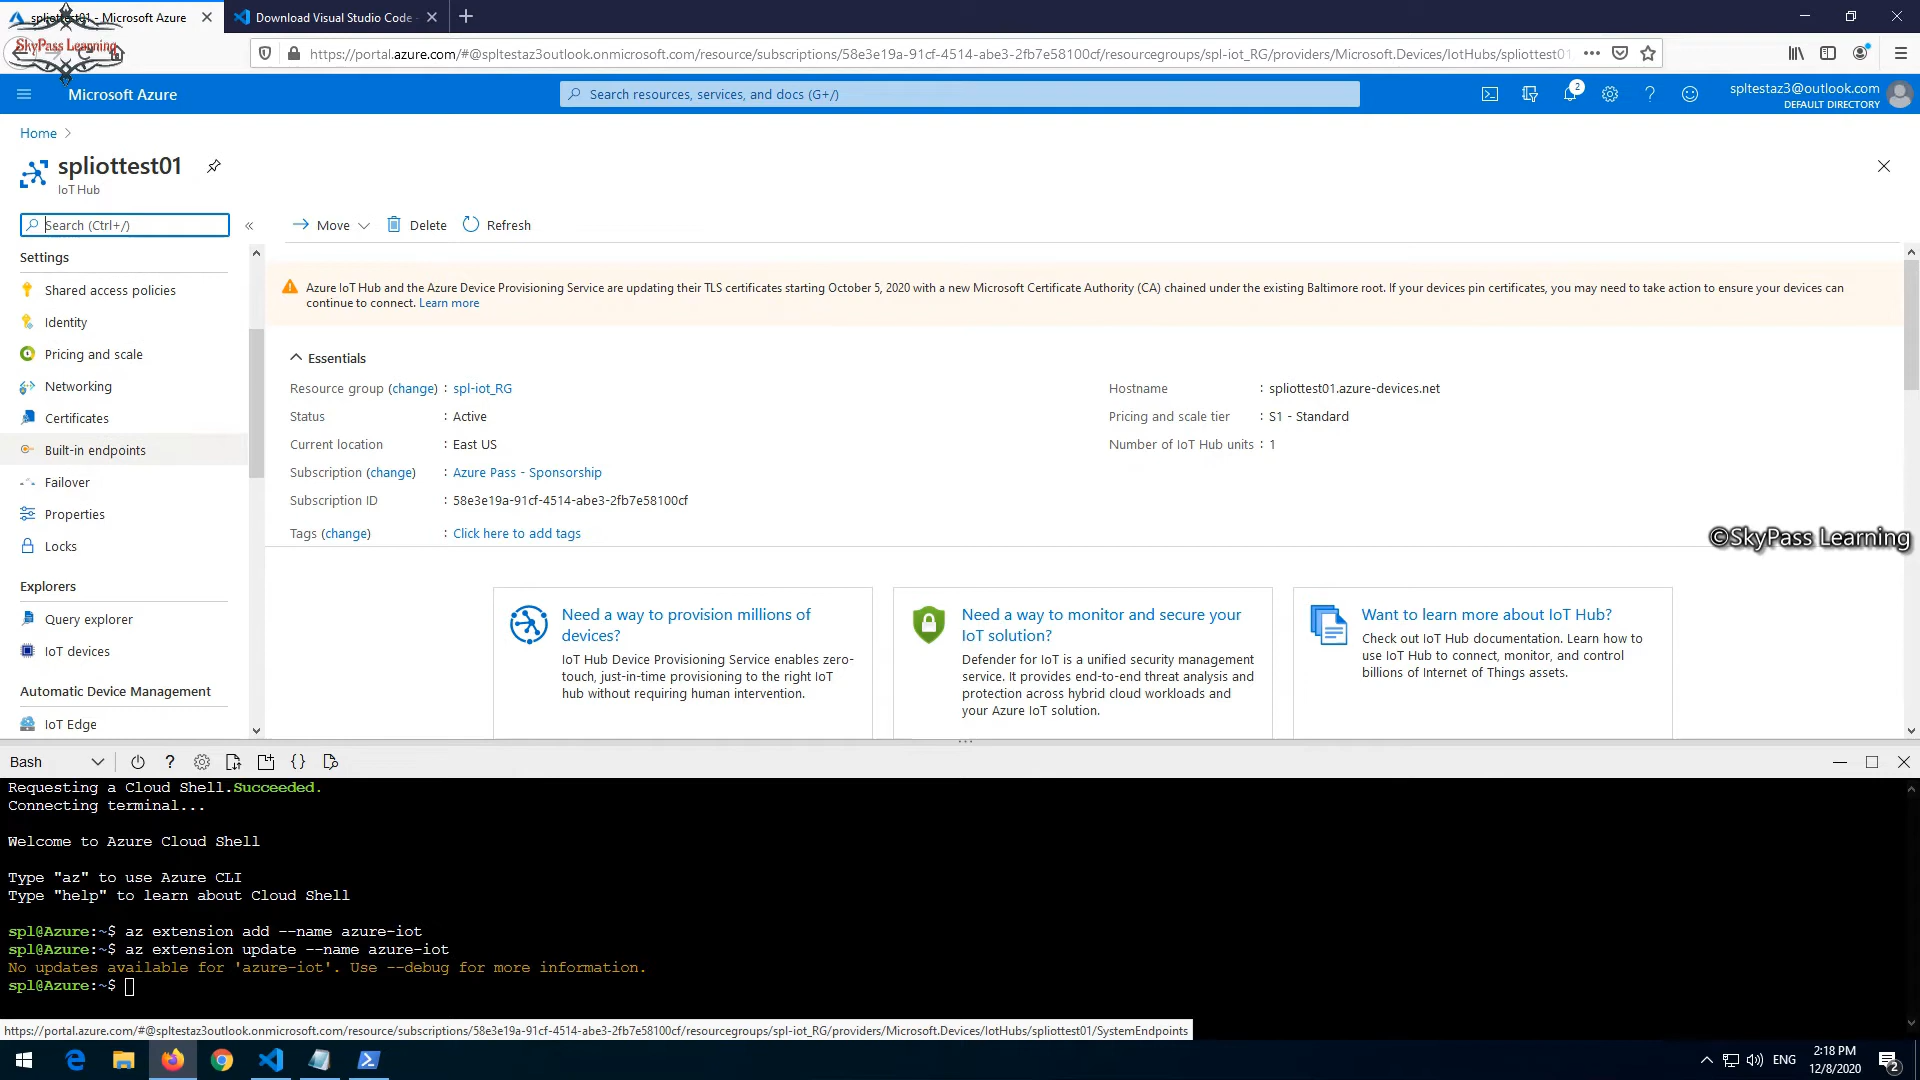 spliottest01 - Microsoft Azure
Download Visual Studio Code -
SkyPass Learning
https://portal.azure.com/#@spltestaz3outlook.onmicrosoft.com/resource/subscriptions/58e3e19a-91cf-4514-abe3-2fb7e58100cf/resourcegroups/spl-iot_RG/providers/Microsoft.Devices/IotHubs/spliottest01
Microsoft Azure
Search resources, services, and docs (G+/)
2
spltestaz3@outlook.com
DEFAULT DIRECTORY
Home
spliottest01
IoT Hub
Search (Ctrl+/)
Move
Delete
Refresh
Settings
Shared access policies
Identity
Pricing and scale
Networking
Certificates
Built-in endpoints
Failover
Properties
Locks
Explorers
Query explorer
IoT devices
Automatic Device Management
IoT Edge
Azure IoT Hub and the Azure Device Provisioning Service are updating their TLS certificates starting October 5, 2020 with a new Microsoft Certificate Authority (CA) chained under the existing Baltimore root. If your devices pin certificates, you may need to take action to ensure your devices can
continue to connect. Learn more
Essentials
Resource group (change) : spl-iot_RG
Status : Active
Current location : East US
Subscription (change) : Azure Pass - Sponsorship
Subscription ID : 58e3e19a-91cf-4514-abe3-2fb7e58100cf
Tags (change) : Click here to add tags
Hostname : spliottest01.azure-devices.net
Pricing and scale tier : S1 - Standard
Number of IoT Hub units : 1
©SkyPass Learning
Need a way to provision millions of
devices?
IoT Hub Device Provisioning Service enables zero-
touch, just-in-time provisioning to the right IoT
hub without requiring human intervention.
Need a way to monitor and secure your
IoT solution?
Defender for IoT is a unified security management
service. It provides end-to-end threat analysis and
protection across hybrid cloud workloads and
your Azure IoT solution.
Want to learn more about IoT Hub?
Check out IoT Hub documentation. Learn how to
use IoT Hub to connect, monitor, and control
billions of Internet of Things assets.
Bash
Requesting a Cloud Shell.Succeeded.
Connecting terminal...
Welcome to Azure Cloud Shell
Type "az" to use Azure CLI
Type "help" to learn about Cloud Shell
spl@Azure:~$ az extension add --name azure-iot
spl@Azure:~$ az extension update --name azure-iot
No updates available for 'azure-iot'. Use --debug for more information.
spl@Azure:~$
https://portal.azure.com/#@spltestaz3outlook.onmicrosoft.com/resource/subscriptions/58e3e19a-91cf-4514-abe3-2fb7e58100cf/resourcegroups/spl-iot_RG/providers/Microsoft.Devices/IotHubs/spliottest01/SystemEndpoints
ENG
2:18 PM
12/8/2020
2